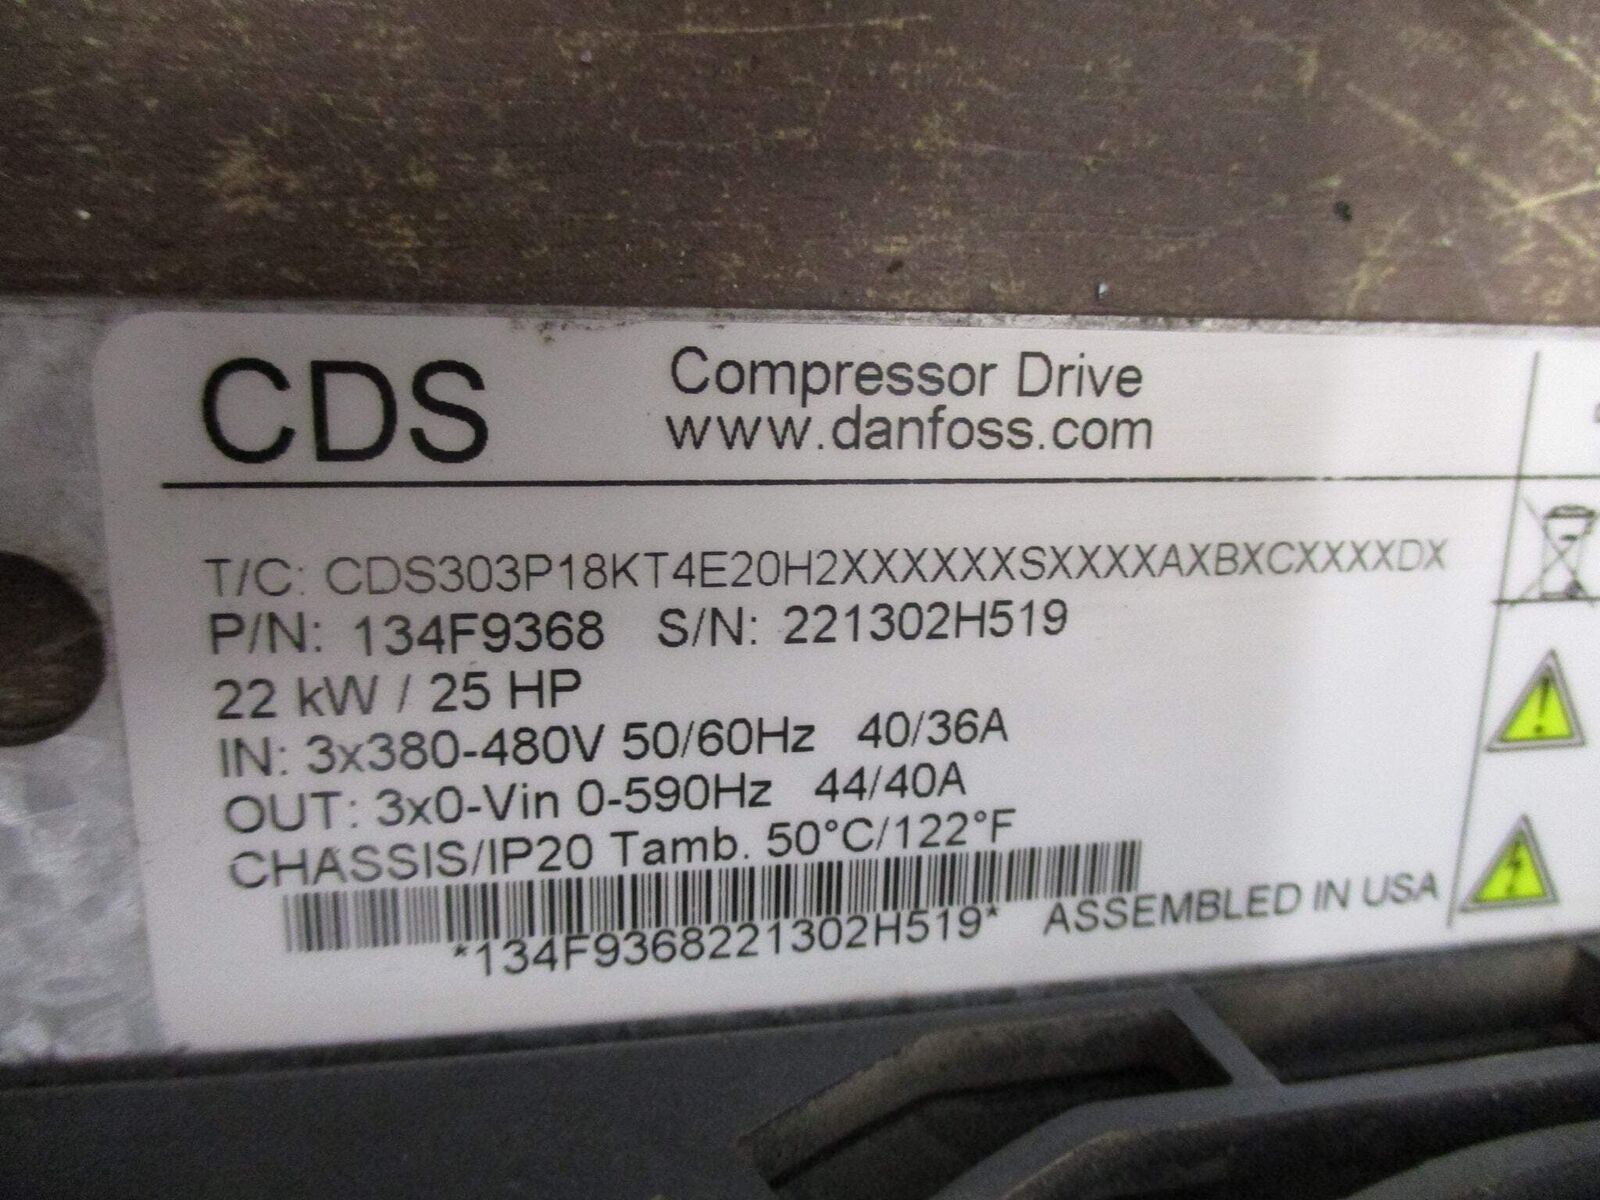 CDS
Compressor Drive
www.danfoss.com
T/C: CDS303P18KT4E20H2XXXXXXSXXXXAXBXCXXXXDX
P/N: 134F9368 S/N: 221302H519
22 kW / 25 HP
IN: 3x380-480V 50/60Hz 40/36A
OUT: 3x0-Vin 0-590Hz 44/40A
CHASSIS/IP20 Tamb. 50°C/122°F
*134F9368221302H519* ASSEMBLED IN USA